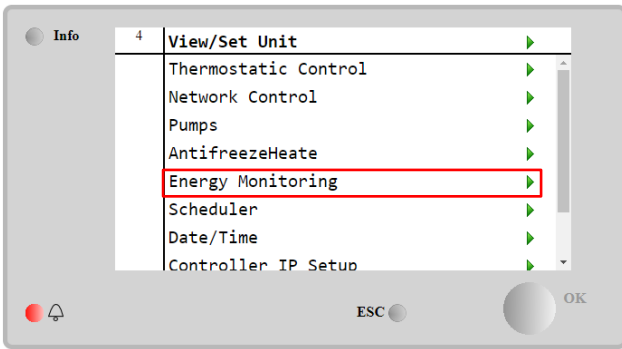 Info
4 View/Set Unit
Thermostatic Control
Network Control
Pumps
AntifreezeHeate
Energy Monitoring
Scheduler
Date/Time
Controller IP Setup
ESC
OK